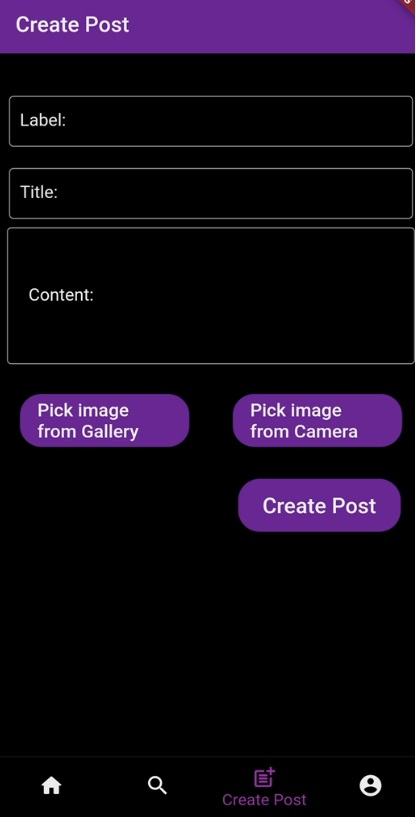 Create Post
Label:
Title:
Content:
Pick image
from Gallery
Pick image
from Camera
Create Post
Create Post